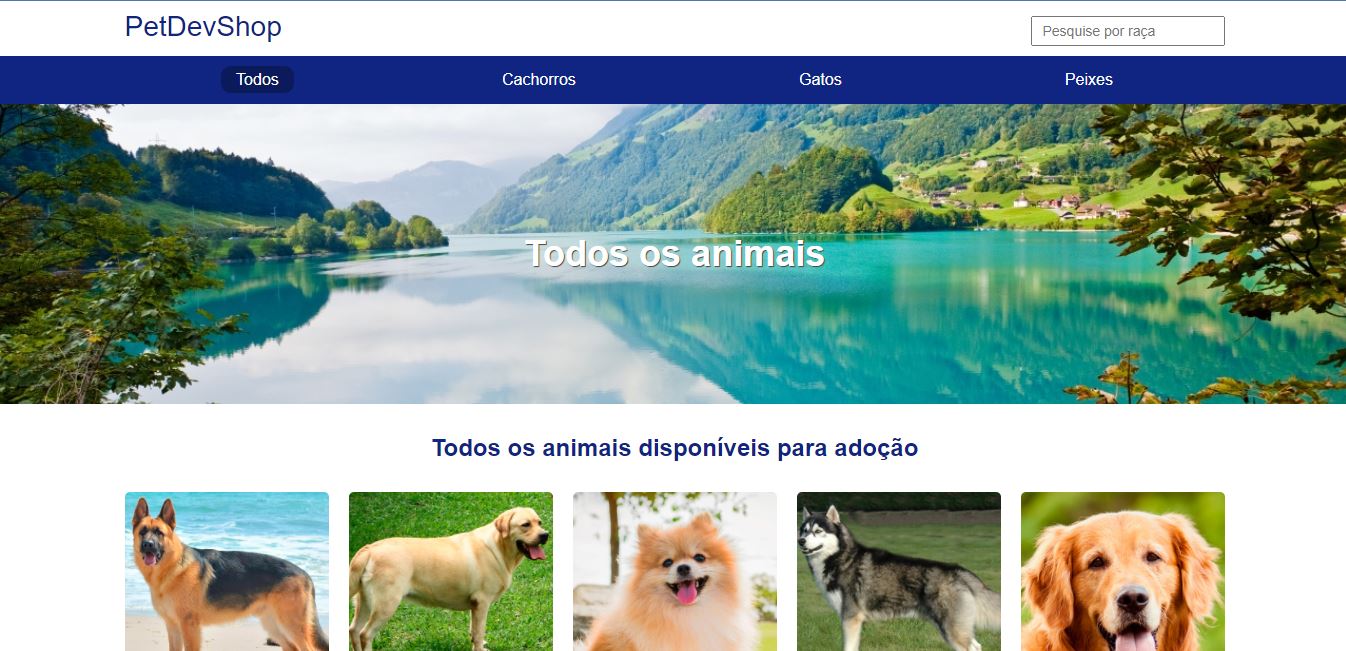 PetDevShop
Pesquise por raça
Todos
Cachorros
Gatos
Peixes
Todos os animais
Todos os animais disponíveis para adoção